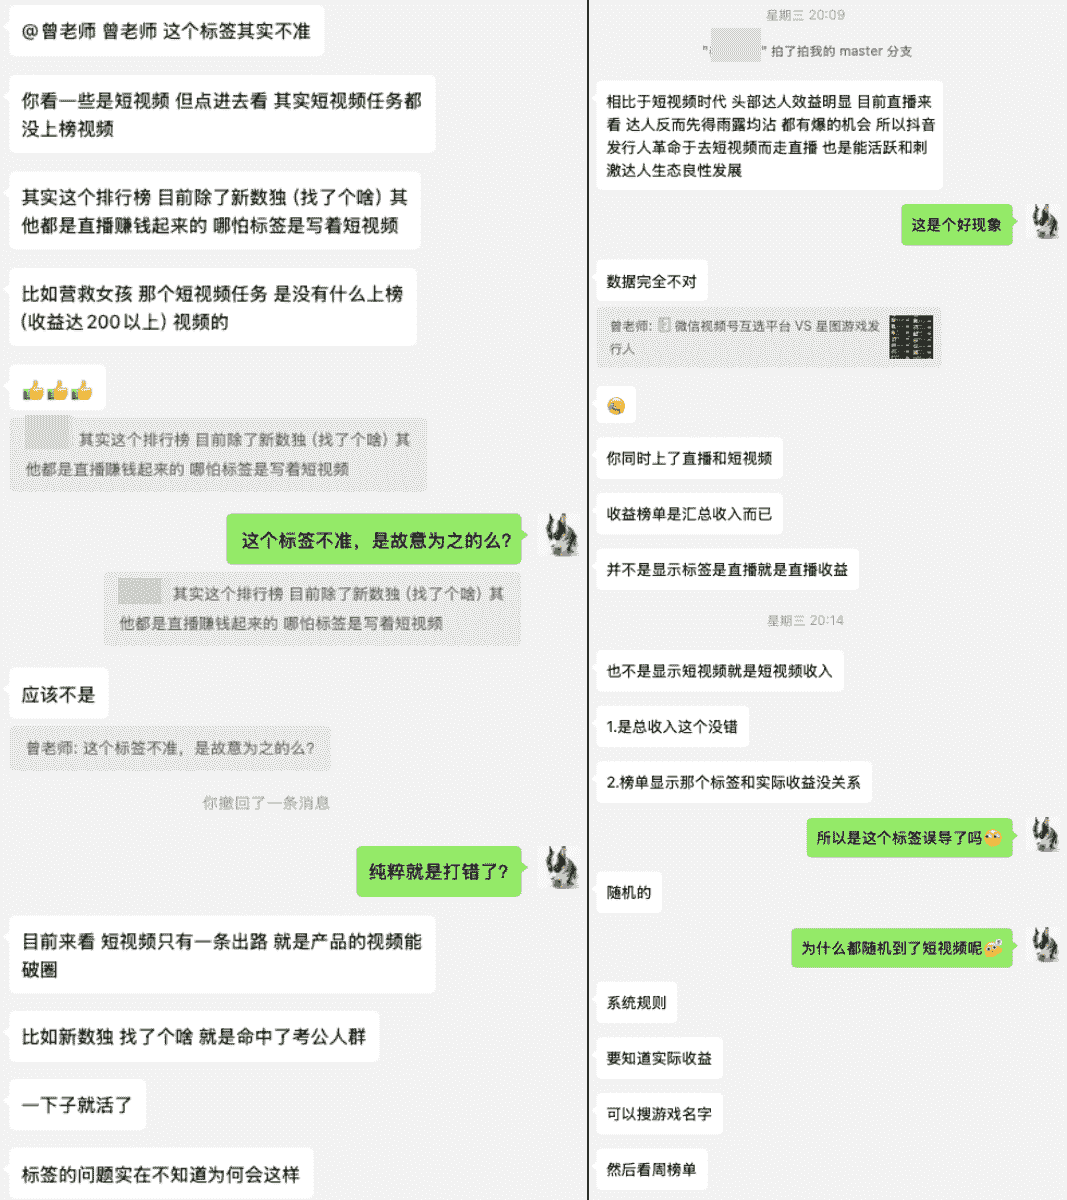 @曾老师 曾老师 这个标签其实不准
你看一些是短视频 但点进去看 其实短视频任务都
没上榜视频
其实这个排行榜 目前除了新数独 (找了个啥) 其
他都是直播赚钱起来的 哪怕标签是写着短视频
比如营救女孩 那个短视频任务 是没有什么上榜
(收益达200以上) 视频的
其实这个排行榜 目前除了新数独 (找了个啥) 其
他都是直播赚钱起来的 哪怕标签是写着短视频
这个标签不准，是故意为之的么?
其实这个排行榜 目前除了新数独 (找了个啥) 其
他都是直播赚钱起来的 哪怕标签是写着短视频
应该不是
曾老师: 这个标签不准，是故意为之的么?
你撤回了一条消息
纯粹就是打错了?
目前来看 短视频只有一条出路 就是产品的视频能
破圈
比如新数独 找了个啥 就是命中了考公人群
一下子就活了
标签的问题实在不知道为何会这样
星期三 20:09
" " 拍了拍我的 master 分支
相比于短视频时代 头部达人效益明显 目前直播来
看 达人反而先得雨露均沾 都有爆的机会 所以抖音
发行人革命于去短视频而走直播 也是能活跃和刺
激达人生态良性发展
这是个好现象
数据完全不对
曾老师: 微信视频号互选平台 VS 星图游戏发
行人
你同时上了直播和短视频
收益榜单是汇总收入而已
并不是显示标签是直播就是直播收益
星期三 20:14
也不是显示短视频就是短视频收入
1.是总收入这个没错
2.榜单显示那个标签和实际收益没关系
所以是这个标签误导了吗
随机的
为什么都随机到了短视频呢
系统规则
要知道实际收益
可以搜游戏名字
然后看周榜单